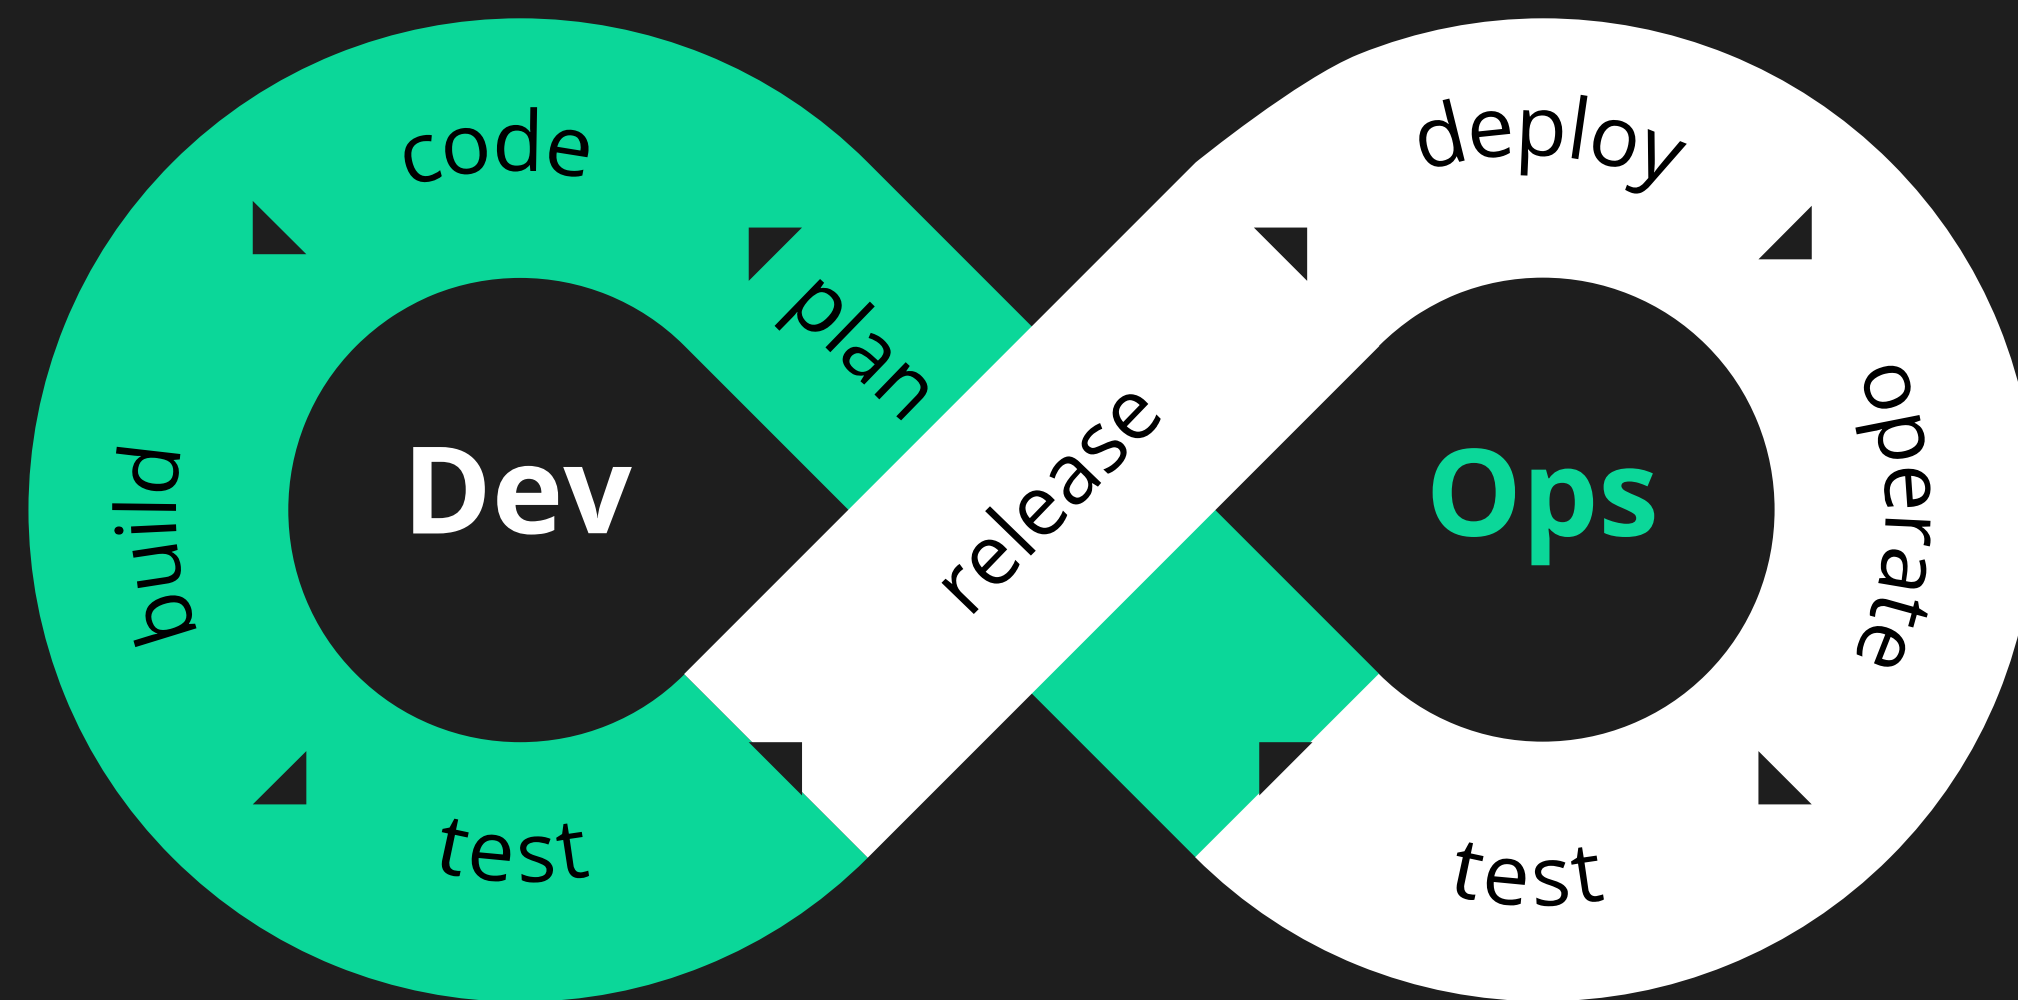 code
plan
build
Dev
test
release
deploy
operate
Ops
test